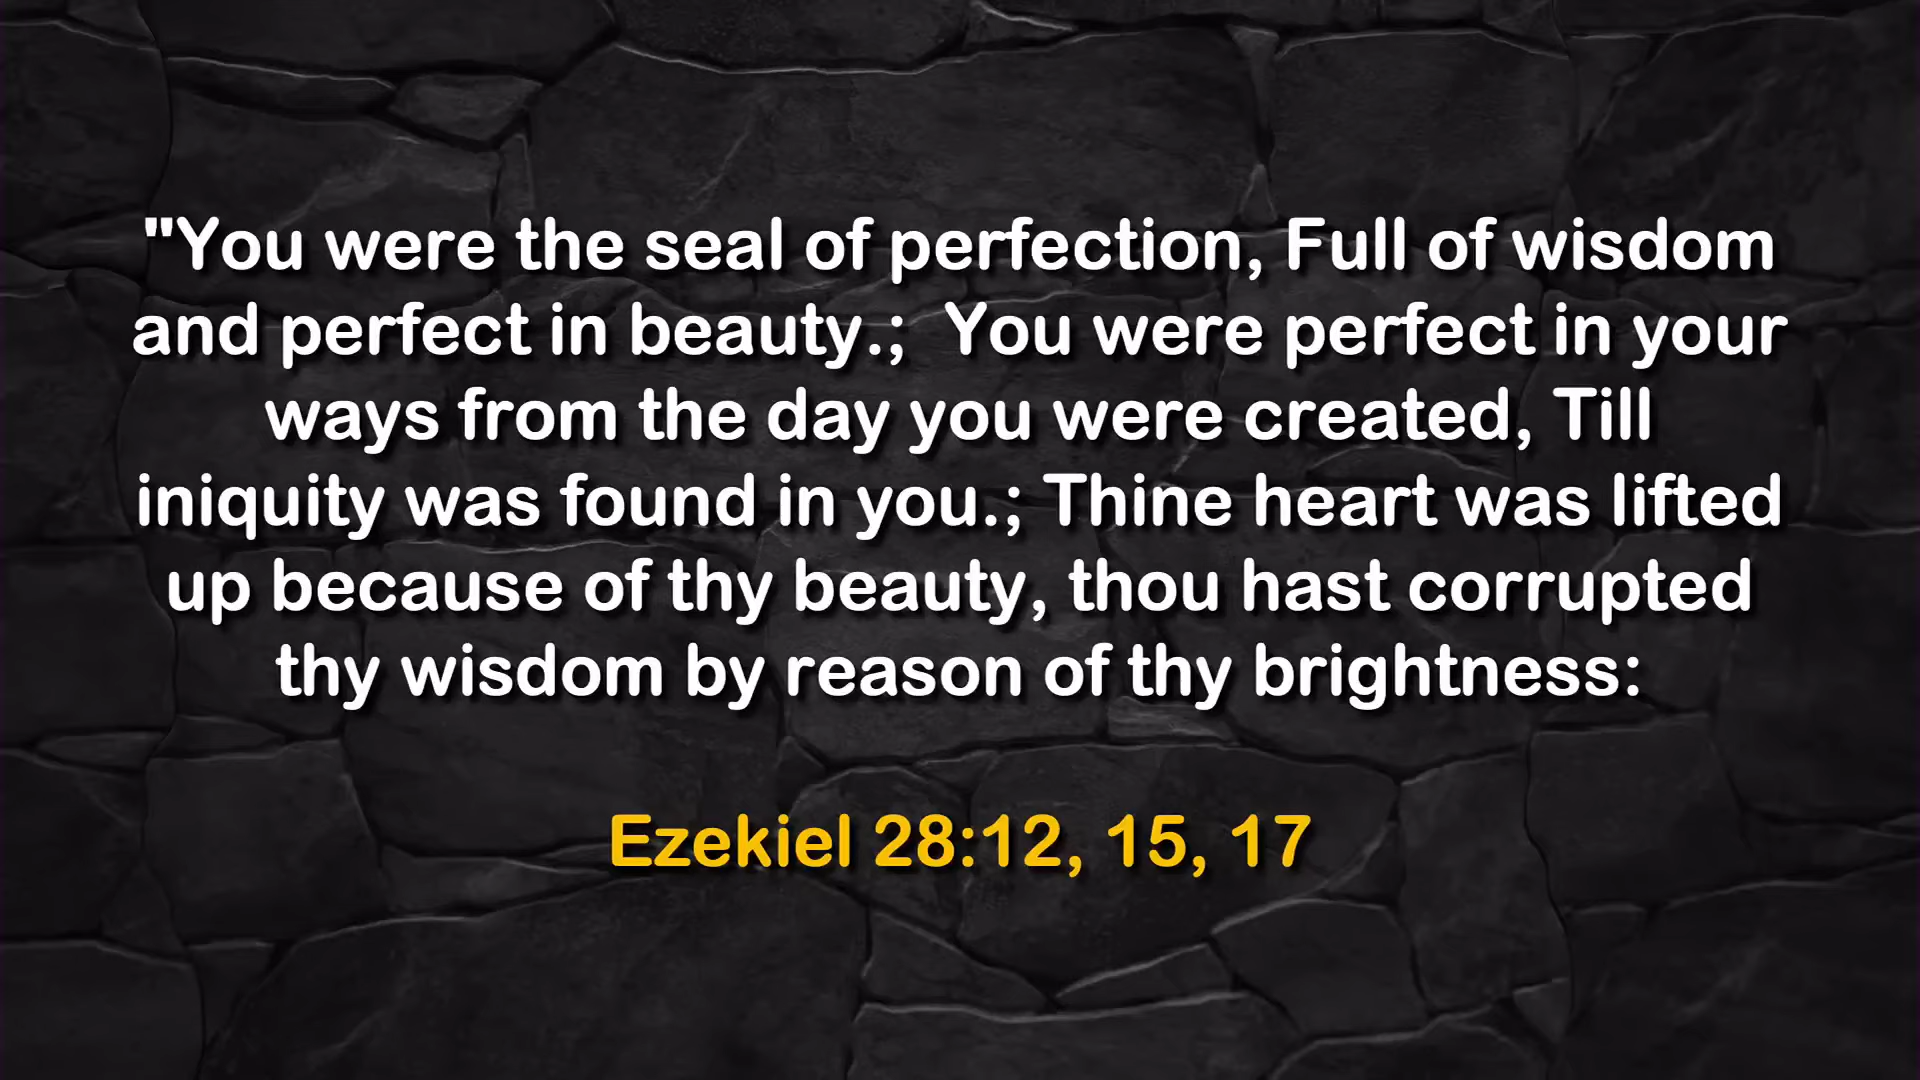 "You were the seal of perfection, Full of wisdom
and perfect in beauty.;  You were perfect in your
ways from the day you were created, Till
iniquity was found in you.; Thine heart was lifted
up because of thy beauty, thou hast corrupted
thy wisdom by reason of thy brightness:
Ezekiel 28:12, 15, 17